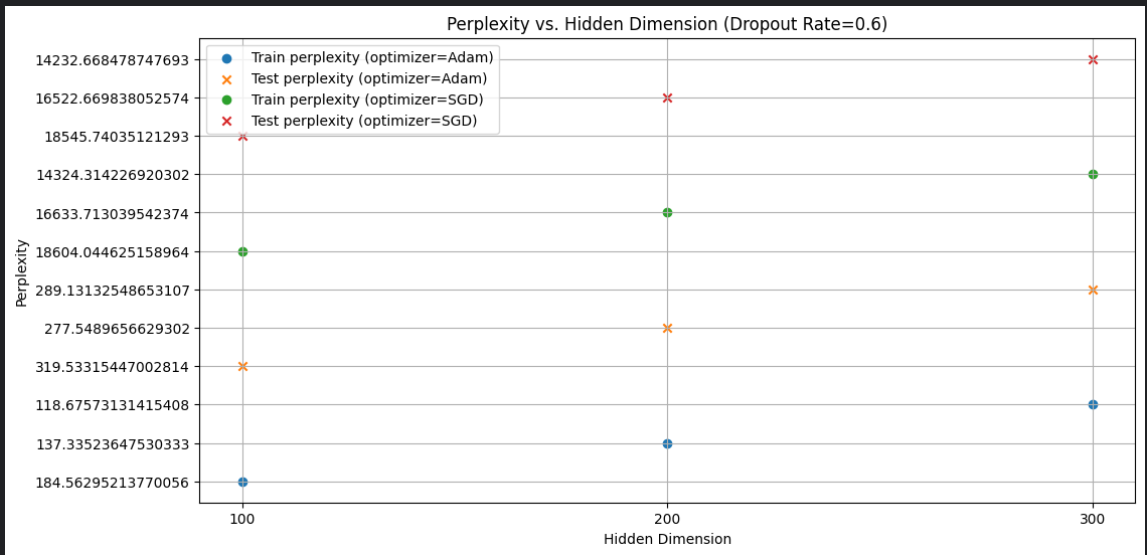 Perplexity vs. Hidden Dimension (Dropout Rate=0.6)
Train perplexity (optimizer=Adam)
Test perplexity (optimizer=Adam)
Train perplexity (optimizer=SGD)
Test perplexity (optimizer=SGD)
14232.668478747693
16522.669838052574
18545.74035121293
14324.314226920302
16633.713039542374
18604.044625158964
289.13132548653107
277.5489656629302
319.53315447002814
118.67573131415408
137.33523647530333
184.56295213770056
Perplexity
100 200 300
Hidden Dimension